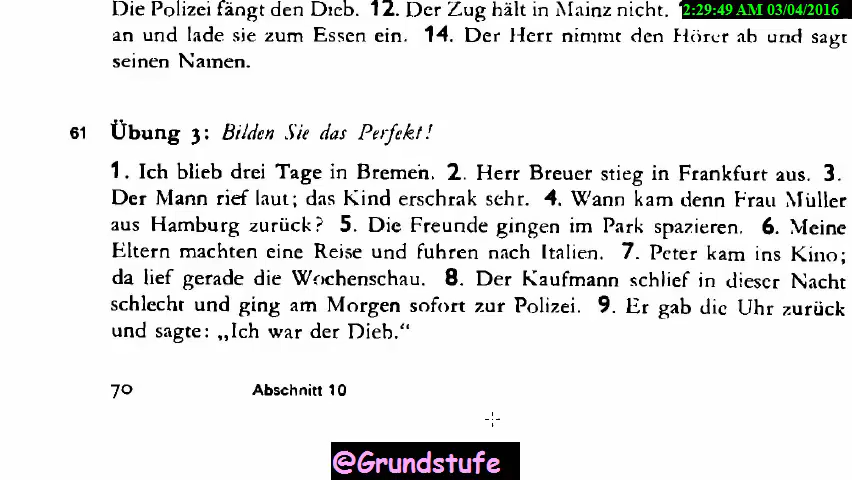 Die Polizei fängt den Dieb. 12. Der Zug hält in Mainz nicht.
2:29:49 AM 03/04/2016
an und lade sie zum Essen ein. 14. Der Herr nimmt den Hörer ab und sagt
seinen Namen.
61 Übung 3: Bilden Sie das Perfekt!
1. Ich blieb drei Tage in Bremen. 2. Herr Breuer stieg in Frankfurt aus. 3.
Der Mann rief laut; das Kind erschrak sehr. 4. Wann kam denn Frau Müller
aus Hamburg zurück? 5. Die Freunde gingen im Park spazieren. 6. Meine
Eltern machten eine Reise und fuhren nach Italien. 7. Peter kam ins Kino;
da lief gerade die Wochenschau. 8. Der Kaufmann schlief in dieser Nacht
schlecht und ging am Morgen sofort zur Polizei. 9. Er gab die Uhr zurück
und sagte: „Ich war der Dieb.“
70 Abschnitt 10
@Grundstufe